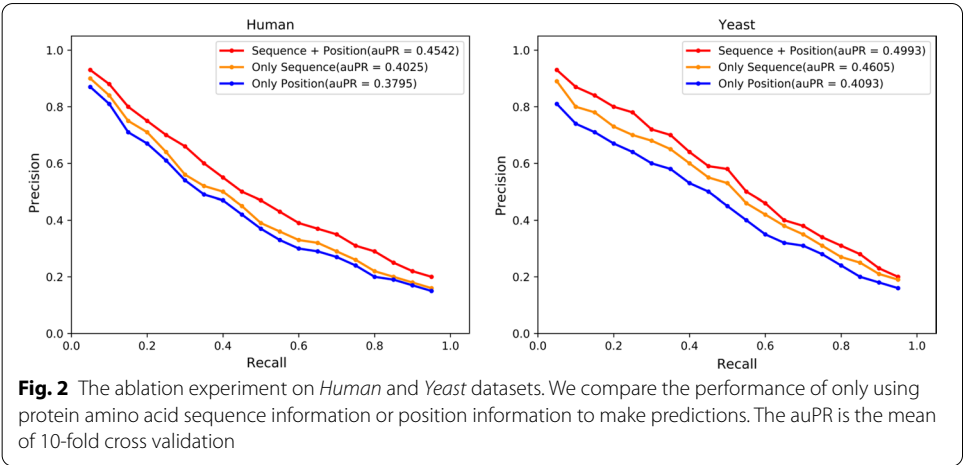 Human
1.0
0.8
0.6
0.4
0.2
0.0
Precision
0.0 0.2 0.4 0.6 0.8 1.0
Recall
Sequence + Position(auPR = 0.4542)
Only Sequence(auPR = 0.4025)
Only Position(auPR = 0.3795)
Yeast
1.0
0.8
0.6
0.4
0.2
0.0
Precision
0.0 0.2 0.4 0.6 0.8 1.0
Recall
Sequence + Position(auPR = 0.4993)
Only Sequence(auPR = 0.4605)
Only Position(auPR = 0.4093)
Fig. 2 The ablation experiment on Human and Yeast datasets. We compare the performance of only using
protein amino acid sequence information or position information to make predictions. The auPR is the mean
of 10-fold cross validation